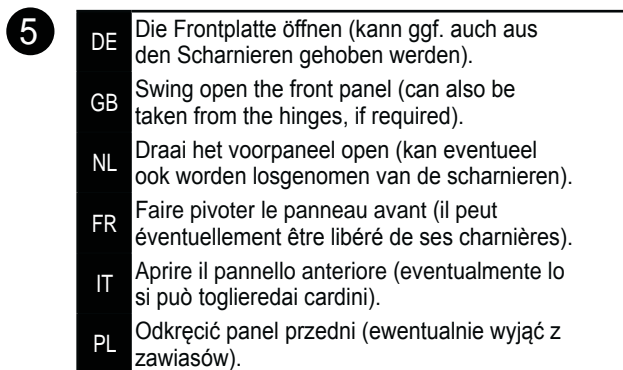 5
DE Die Frontplatte öffnen (kann ggf. auch aus
den Scharnieren gehoben werden).
GB Swing open the front panel (can also be
taken from the hinges, if required).
NL Draai het voorpaneel open (kan eventueel
ook worden losgenomen van de scharnieren).
FR Faire pivoter le panneau avant (il peut
éventuellement être libéré de ses charnières).
IT Aprire il pannello anteriore (eventualmente lo
si può toglieredai cardini).
PL Odkręcić panel przedni (ewentualnie wyjąć z
zawiasów).